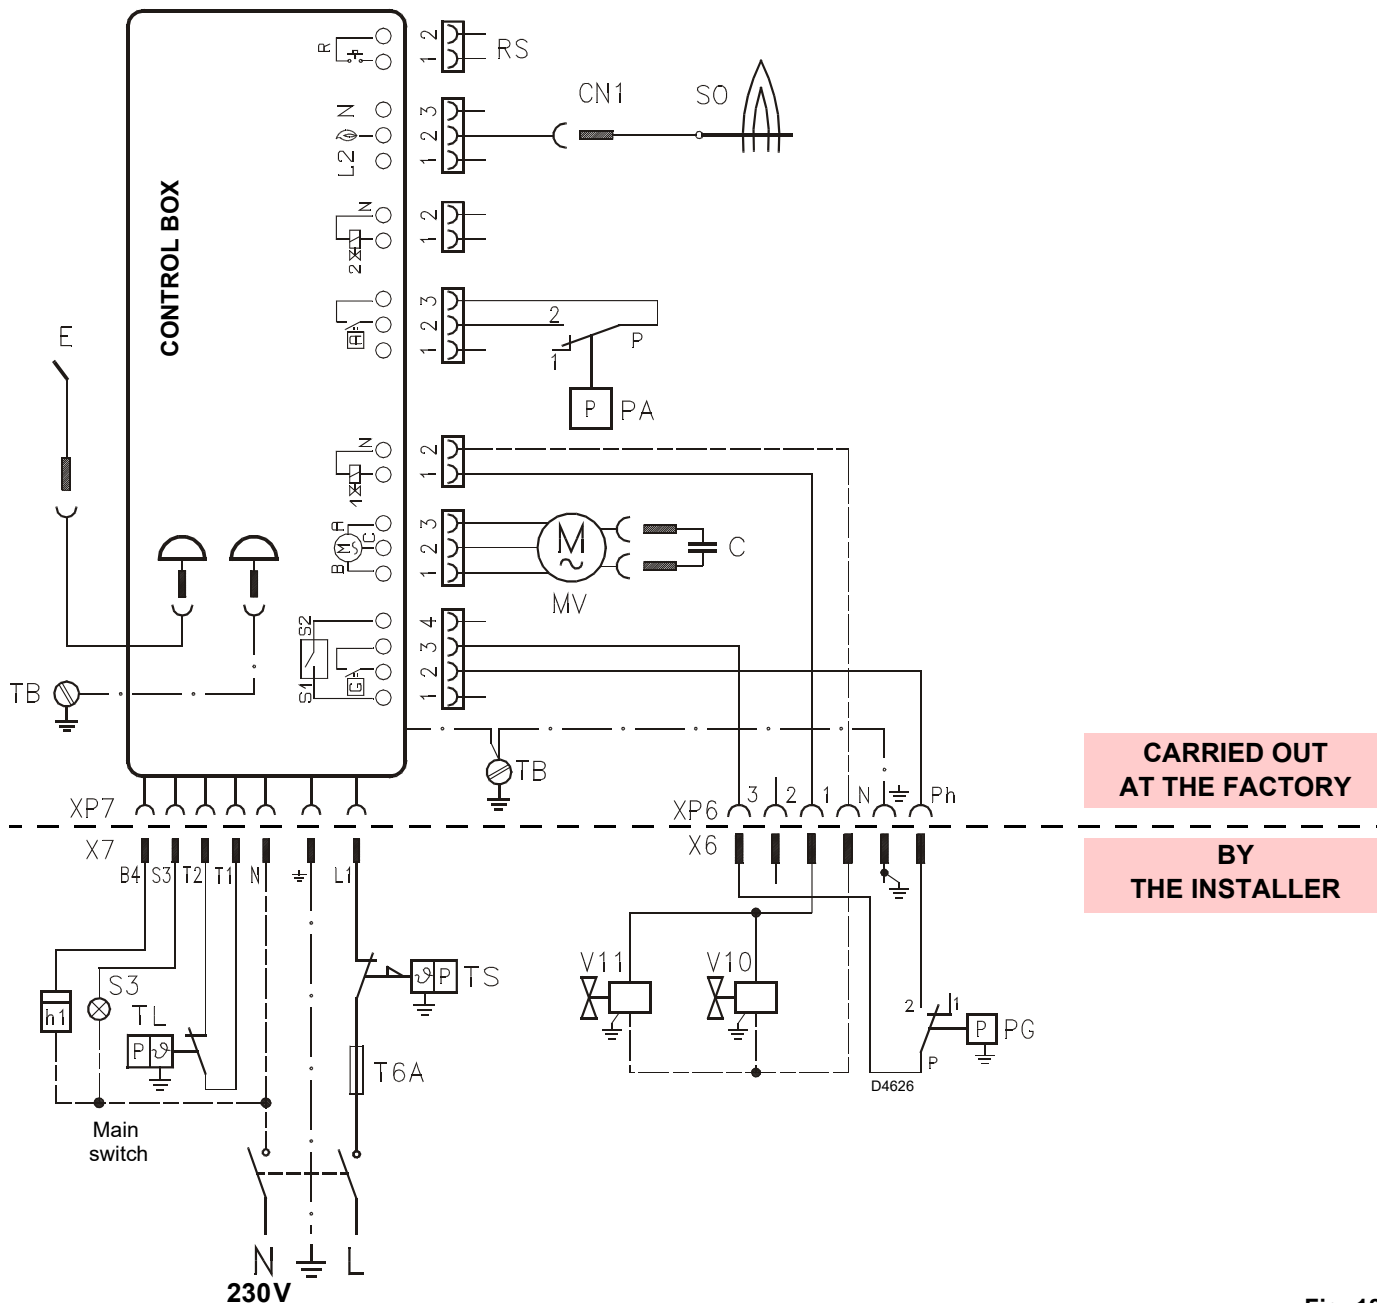 R
2
1
RS
N
L2
3
2
1
CN1
SO
CONTROL BOX
N
2
2
1
A
3
2
1
2
1
P
P
PA
E
N
1
2
1
A
C
B
M
3
2
1
M
MV
C
S2
S1
G
4
3
2
1
TB
TB
CARRIED OUT
AT THE FACTORY
XP7
XP6
3
2
1
N
Ph
X7
X6
BY
THE INSTALLER
B4
S3
T2
T1
N
L1
h1
S3
TL
P
ϑ
ϑ
P
TS
T6A
V11
V10
2
1
P
PG
P
D4626
Main
switch
N
L
230V